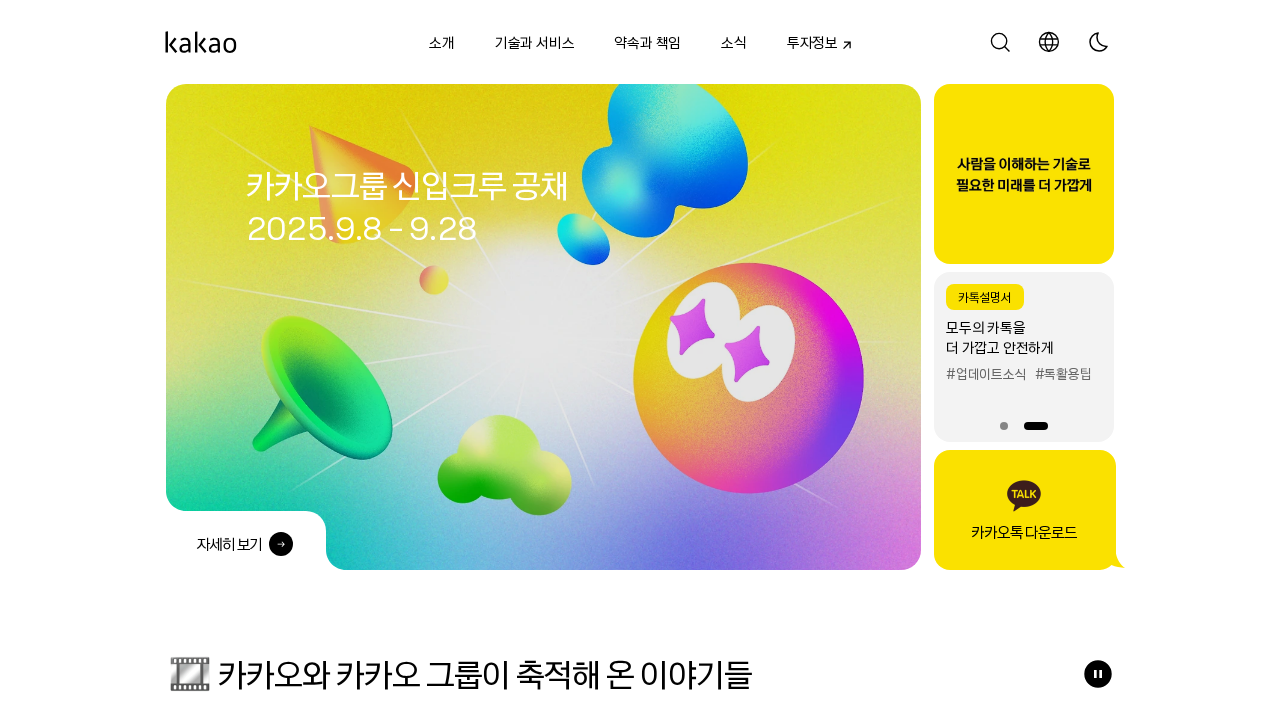 kakao
소개
기술과 서비스
약속과 책임
소식
투자정보
카카오그룹 신입크루 공채
2025.9.8 - 9.28
자세히 보기
사람을 이해하는 기술로
필요한 미래를 더 가깝게
카톡설명서
모두의 카톡을
더 가깝고 안전하게
#업데이트소식 #톡활용팁
TALK
카카오톡 다운로드
카카오와 카카오 그룹이 축적해 온 이야기들